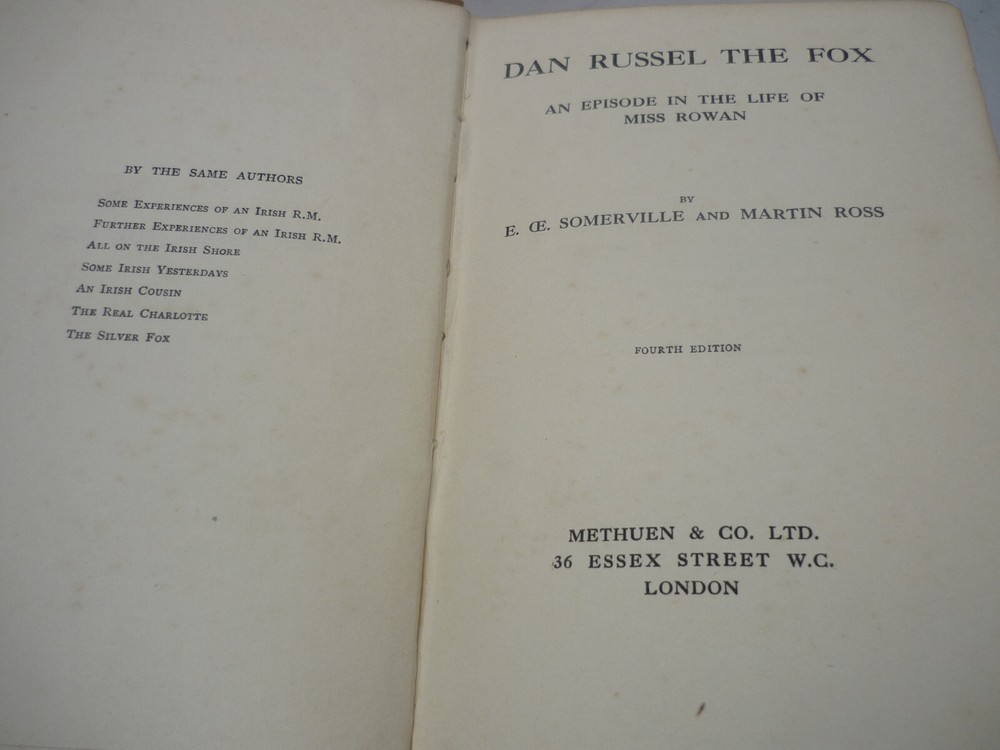 BY THE SAME AUTHORS
SOME EXPERIENCES OF AN IRISH R.M.
FURTHER EXPERIENCES OF AN IRISH R.M.
ALL ON THE IRISH SHORE
SOME IRISH YESTERDAYS
AN IRISH COUSIN
THE REAL CHARLOTTE
THE SILVER FOX
DAN RUSSEL THE FOX
AN EPISODE IN THE LIFE OF
MISS ROWAN
BY
E. Œ. SOMERVILLE AND MARTIN ROSS
FOURTH EDITION
METHUEN & CO. LTD.
36 ESSEX STREET W.C.
LONDON